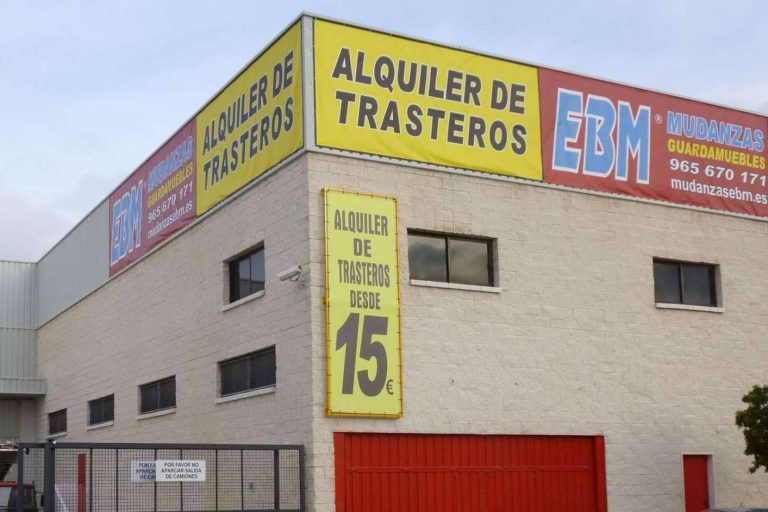 EBM
MUDANZAS
GUARDAMUEBLES
965 670 171
mudanzasebm.es
ALQUILER DE
TRASTEROS
ALQUILER DE
TRASTEROS
EBM®
MUDANZAS
GUARDAMUEBLES
965 670 171
mudanzasebm.es
ALQUILER
DE
TRASTEROS
DESDE
15€
POR FAVOR NO
APARCAR SALIDA
DE CAMIONES